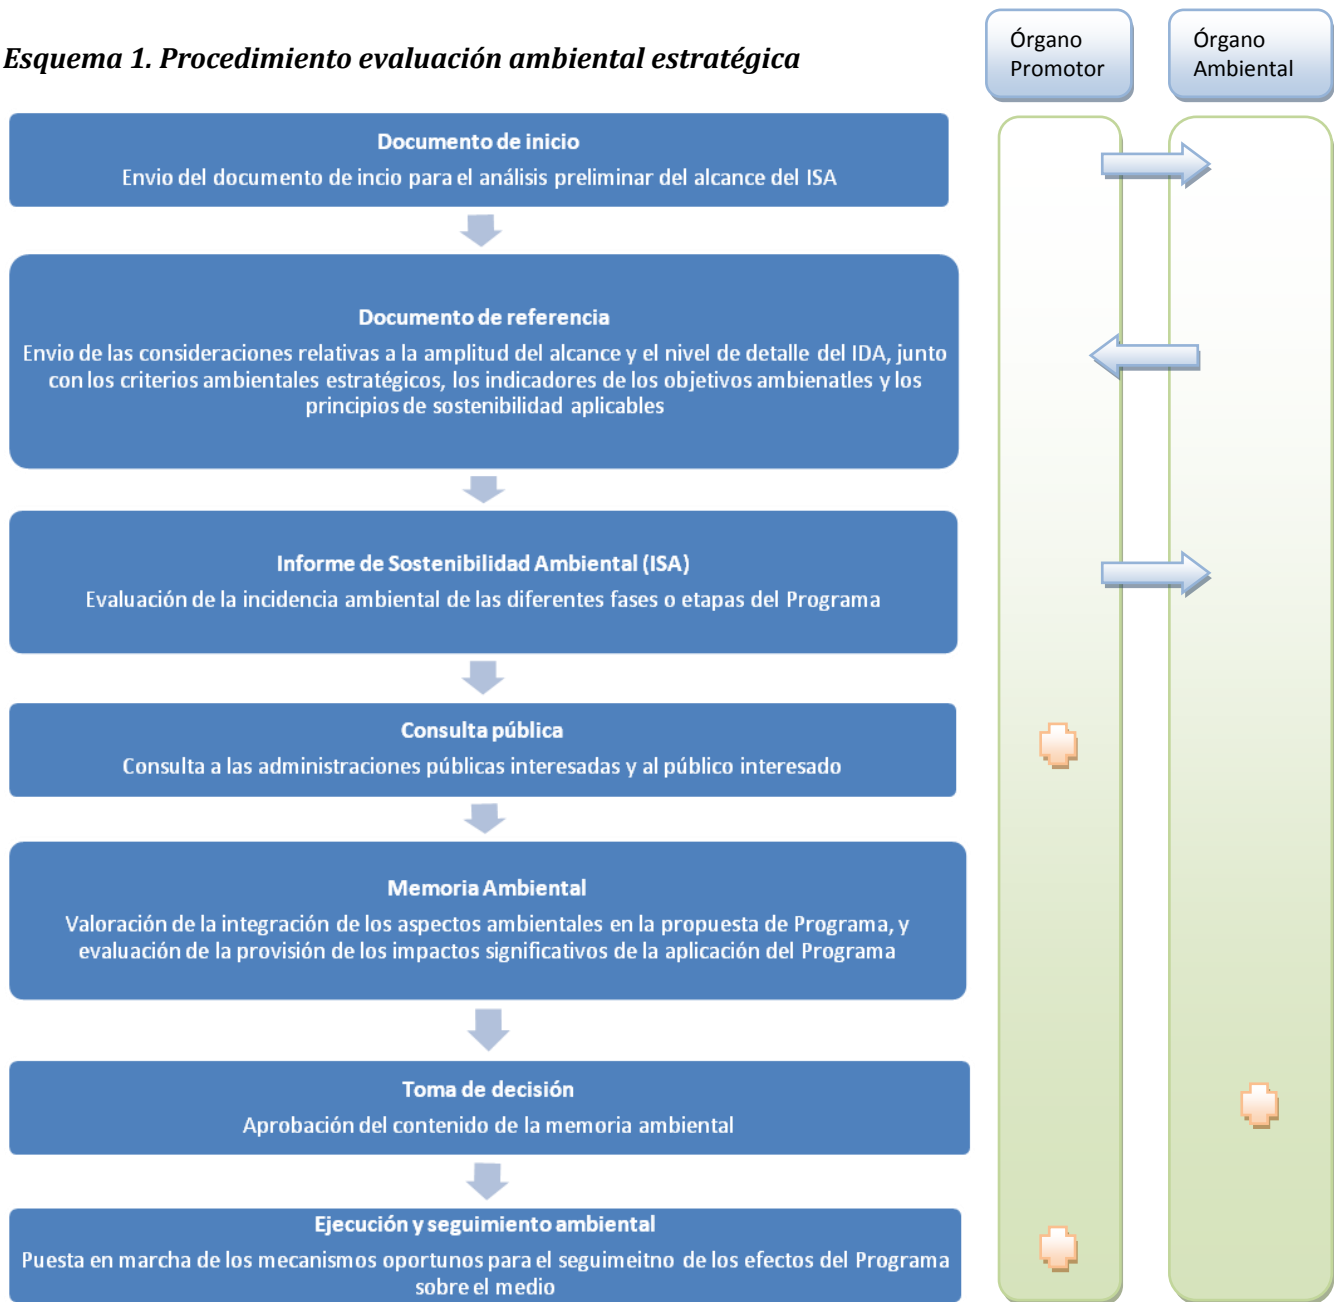 Esquema 1. Procedimiento evaluación ambiental estratégica
Órgano
Promotor
Órgano
Ambiental
Documento de inicio
Envio del documento de incio para el análisis preliminar del alcance del ISA
Documento de referencia
Envio de las consideraciones relativas a la amplitud del alcance y el nivel de detalle del IDA, junto
con los criterios ambientales estratégicos, los indicadores de los objetivos ambienatles y los
principios de sostenibilidad aplicables
Informe de Sostenibilidad Ambiental (ISA)
Evaluación de la incidencia ambiental de las diferentes fases o etapas del Programa
Consulta pública
Consulta a las administraciones públicas interesadas y al público interesado
Memoria Ambiental
Valoración de la integración de los aspectos ambientales en la propuesta de Programa, y
evaluación de la provisión de los impactos significativos de la aplicación del Programa
Toma de decisión
Aprobación del contenido de la memoria ambiental
Ejecución y seguimiento ambiental
Puesta en marcha de los mecanismos oportunos para el seguimeitno de los efectos del Programa
sobre el medio